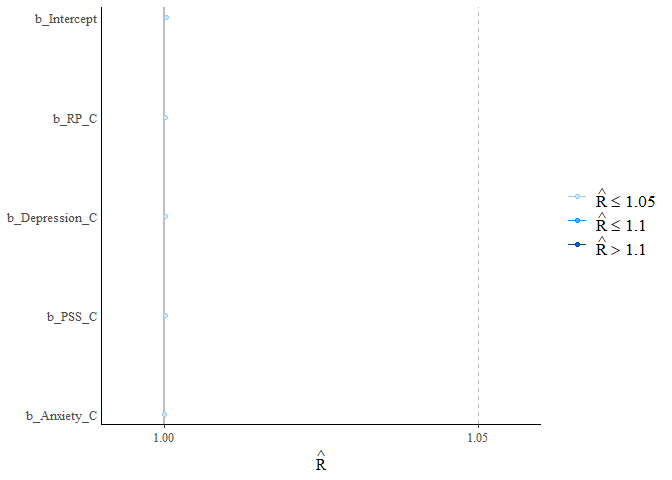 b_Intercept
b_RP_C
b_Depression_C
b_PSS_C
b_Anxiety_C
1.00
1.05
R̂
R̂ ≤ 1.05
R̂ ≤ 1.1
R̂ > 1.1